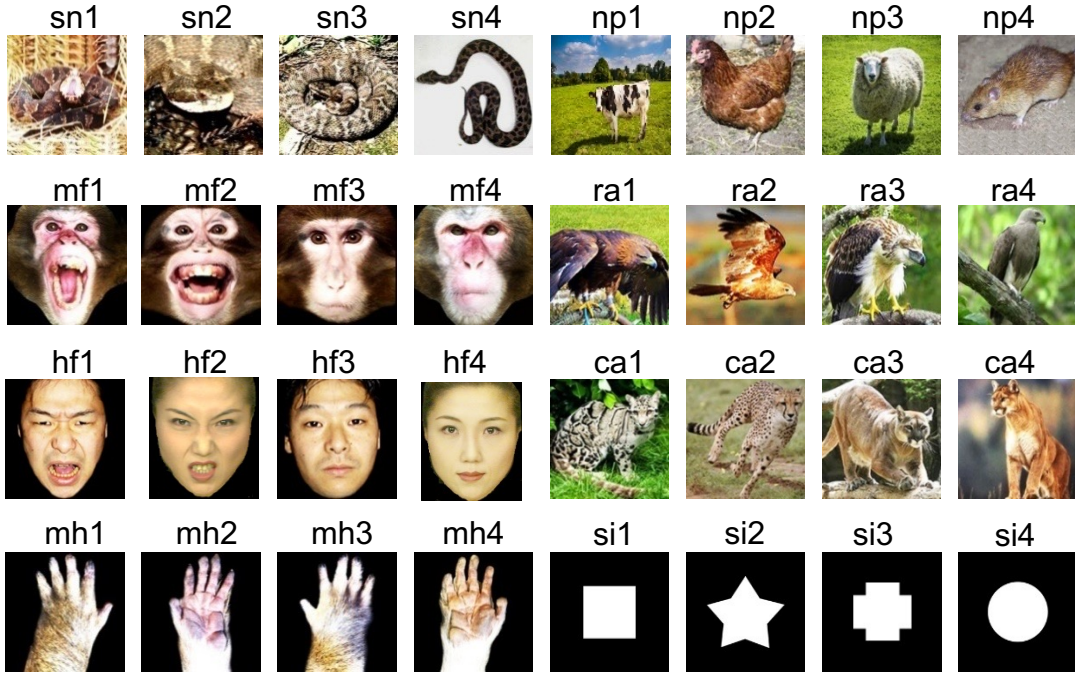 sn1 sn2 sn3 sn4 np1 np2 np3 np4
mf1 mf2 mf3 mf4 ra1 ra2 ra3 ra4
hf1 hf2 hf3 hf4 ca1 ca2 ca3 ca4
mh1 mh2 mh3 mh4 si1 si2 si3 si4